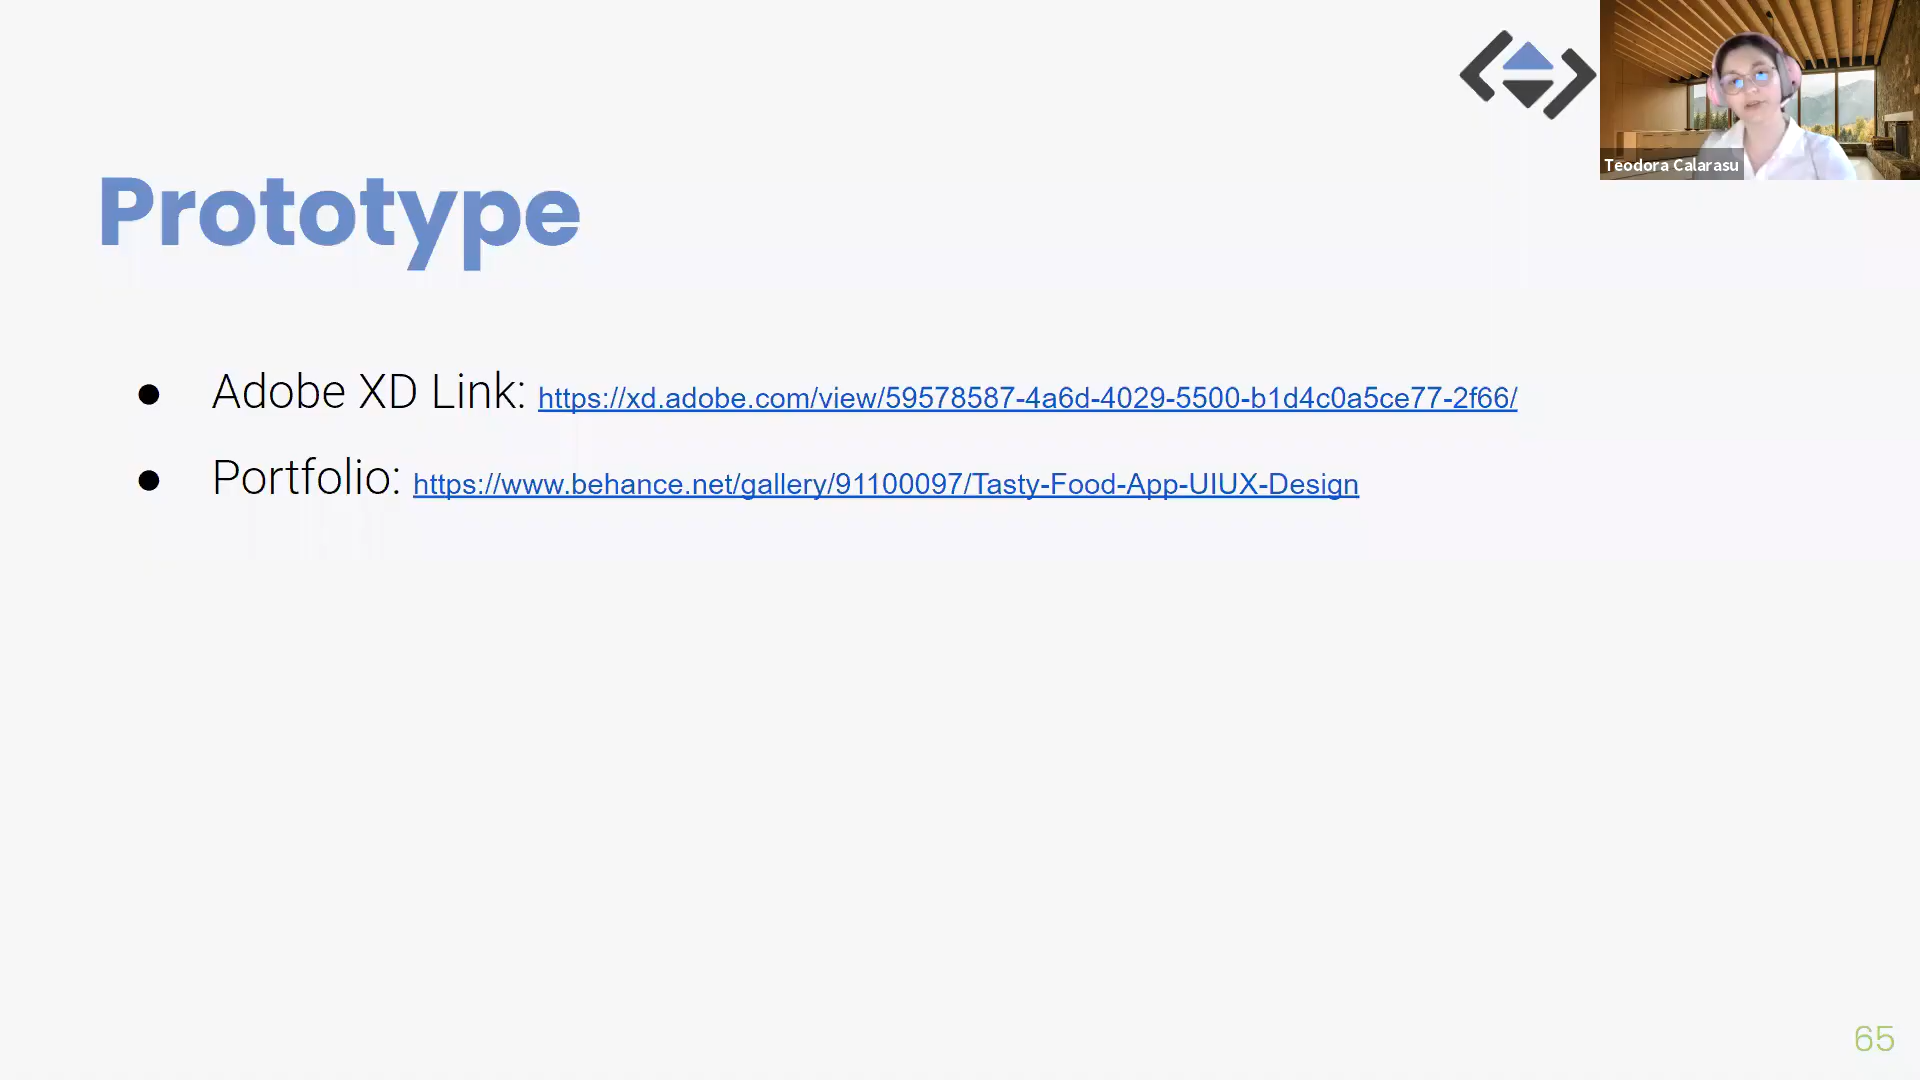 Teodora Calarasu
Prototype
● Adobe XD Link: https://xd.adobe.com/view/59578587-4a6d-4029-5500-b1d4c0a5ce77-2f66/
● Portfolio: https://www.behance.net/gallery/91100097/Tasty-Food-App-UIUX-Design
65